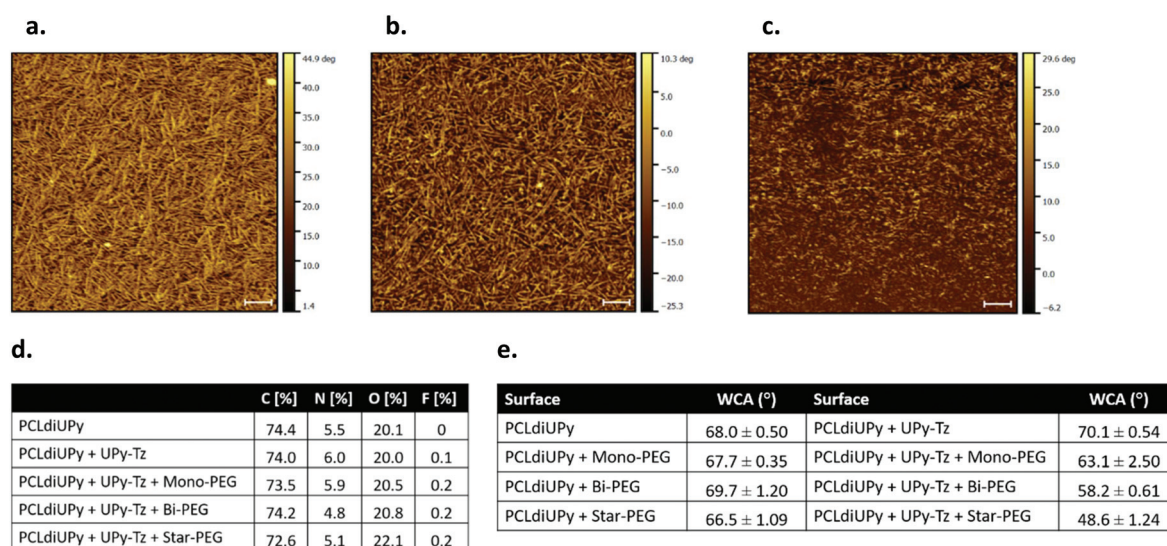 a.
b.
c.
44.9 deg
40.0
35.0
30.0
25.0
20.0
10.0
1.4
10.3 deg
5.0
0.0
−5.0
−10.0
−15.0
−20.0
−25.3
29.6 deg
25.0
20.0
15.0
10.0
5.0
0.0
−6.2
d.
e.
C [%] N [%] O [%] F [%]
PCLdiUPy 74.4 5.5 20.1 0
PCLdiUPy + UPy-Tz 74.0 6.0 20.0 0.1
PCLdiUPy + UPy-Tz + Mono-PEG 73.5 5.9 20.5 0.2
PCLdiUPy + UPy-Tz + Bi-PEG 74.2 4.8 20.8 0.2
PCLdiUPy + UPy-Tz + Star-PEG 72.6 5.1 22.1 0.2
Surface WCA (°) Surface WCA (°)
PCLdiUPy 68.0 ± 0.50 PCLdiUPy + UPy-Tz 70.1 ± 0.54
PCLdiUPy + Mono-PEG 67.7 ± 0.35 PCLdiUPy + UPy-Tz + Mono-PEG 63.1 ± 2.50
PCLdiUPy + Bi-PEG 69.7 ± 1.20 PCLdiUPy + UPy-Tz + Bi-PEG 58.2 ± 0.61
PCLdiUPy + Star-PEG 66.5 ± 1.09 PCLdiUPy + UPy-Tz + Star-PEG 48.6 ± 1.24